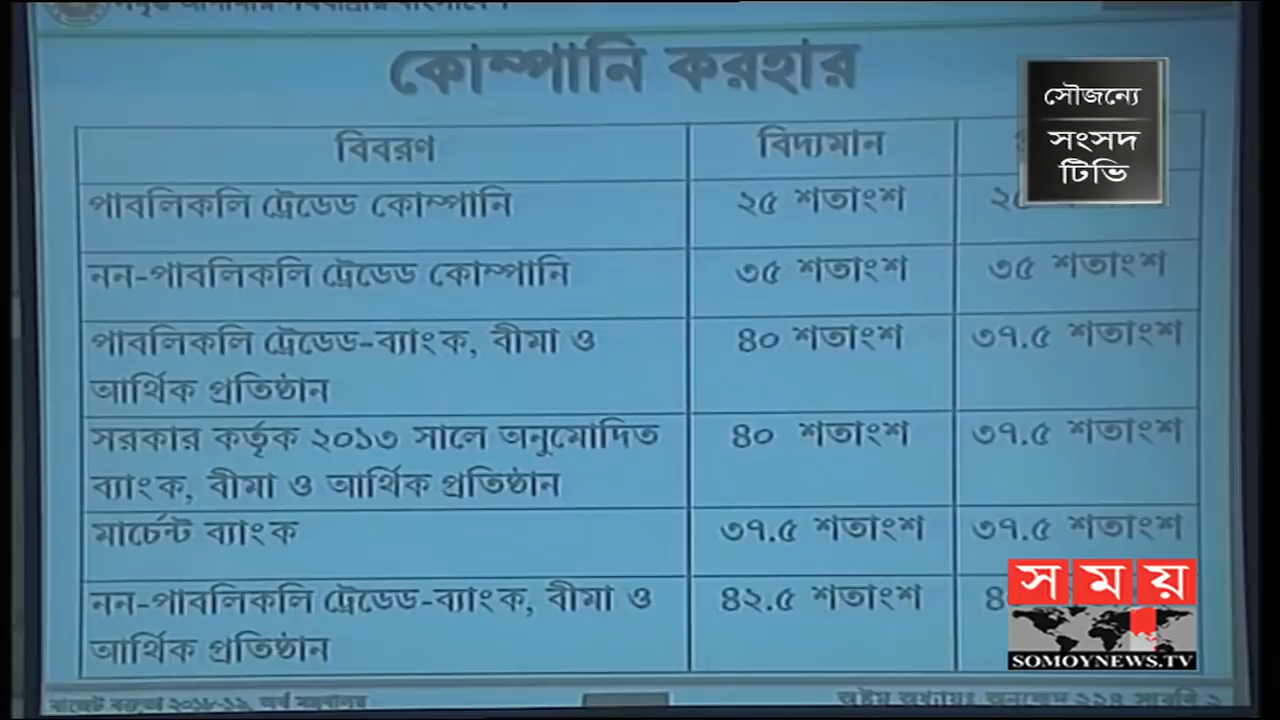 কোম্পানি করহার
সৌজন্যে
সংসদ
টিভি
বিবরণ বিদ্যমান
পাবলিকলি ট্রেডেড কোম্পানি ২৫ শতাংশ
নন-পাবলিকলি ট্রেডেড কোম্পানি ৩৫ শতাংশ ৩৫ শতাংশ
পাবলিকলি ট্রেডেড-ব্যাংক, বীমা ও ৪০ শতাংশ ৩৭.৫ শতাংশ
আর্থিক প্রতিষ্ঠান
সরকার কর্তৃক ২০১৩ সালে অনুমোদিত ৪০ শতাংশ ৩৭.৫ শতাংশ
ব্যাংক, বীমা ও আর্থিক প্রতিষ্ঠান
মার্চেন্ট ব্যাংক ৩৭.৫ শতাংশ ৩৭.৫ শতাংশ
নন-পাবলিকলি ট্রেডেড-ব্যাংক, বীমা ও ৪২.৫ শতাংশ
আর্থিক প্রতিষ্ঠান
সময়
SOMOYNEWS.TV